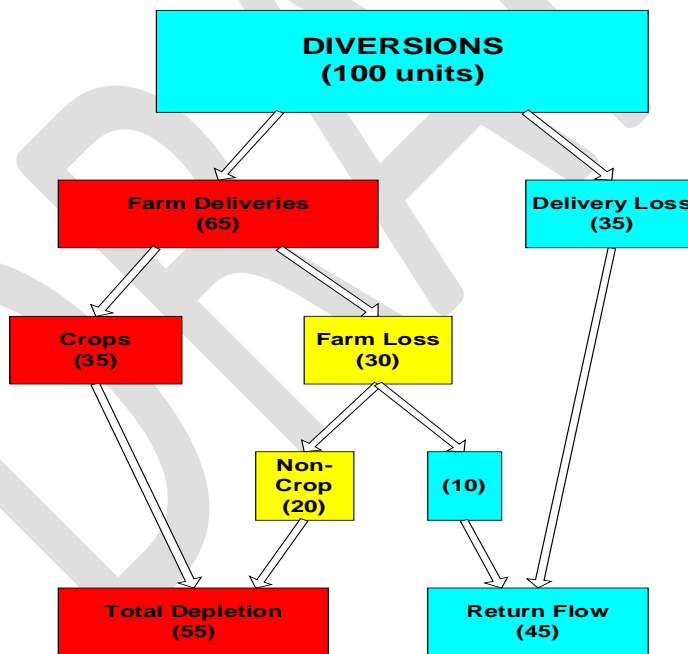 DIVERSIONS
(100 units)
Farm Deliveries
(65)
Delivery Loss
(35)
Crops
(35)
Farm Loss
(30)
Non-
Crop
(20)
(10)
Total Depletion
(55)
Return Flow
(45)